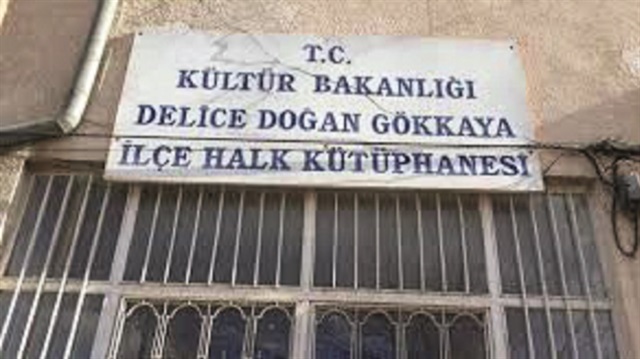 T.C.
KÜLTÜR BAKANLIĞI
DELİCE DOĞAN GÖKKAYA
İLÇE HALK KÜTÜPHANESİ